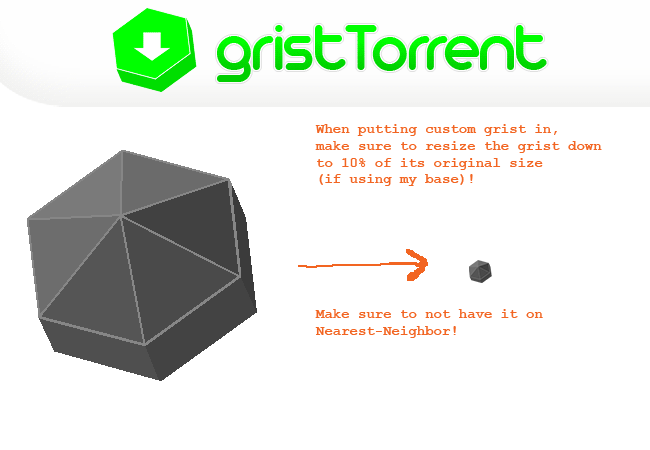 gristTorrent
When putting custom grist in,
make sure to resize the grist down
to 10% of its original size
(if using my base)!
Make sure to not have it on
Nearest-Neighbor!